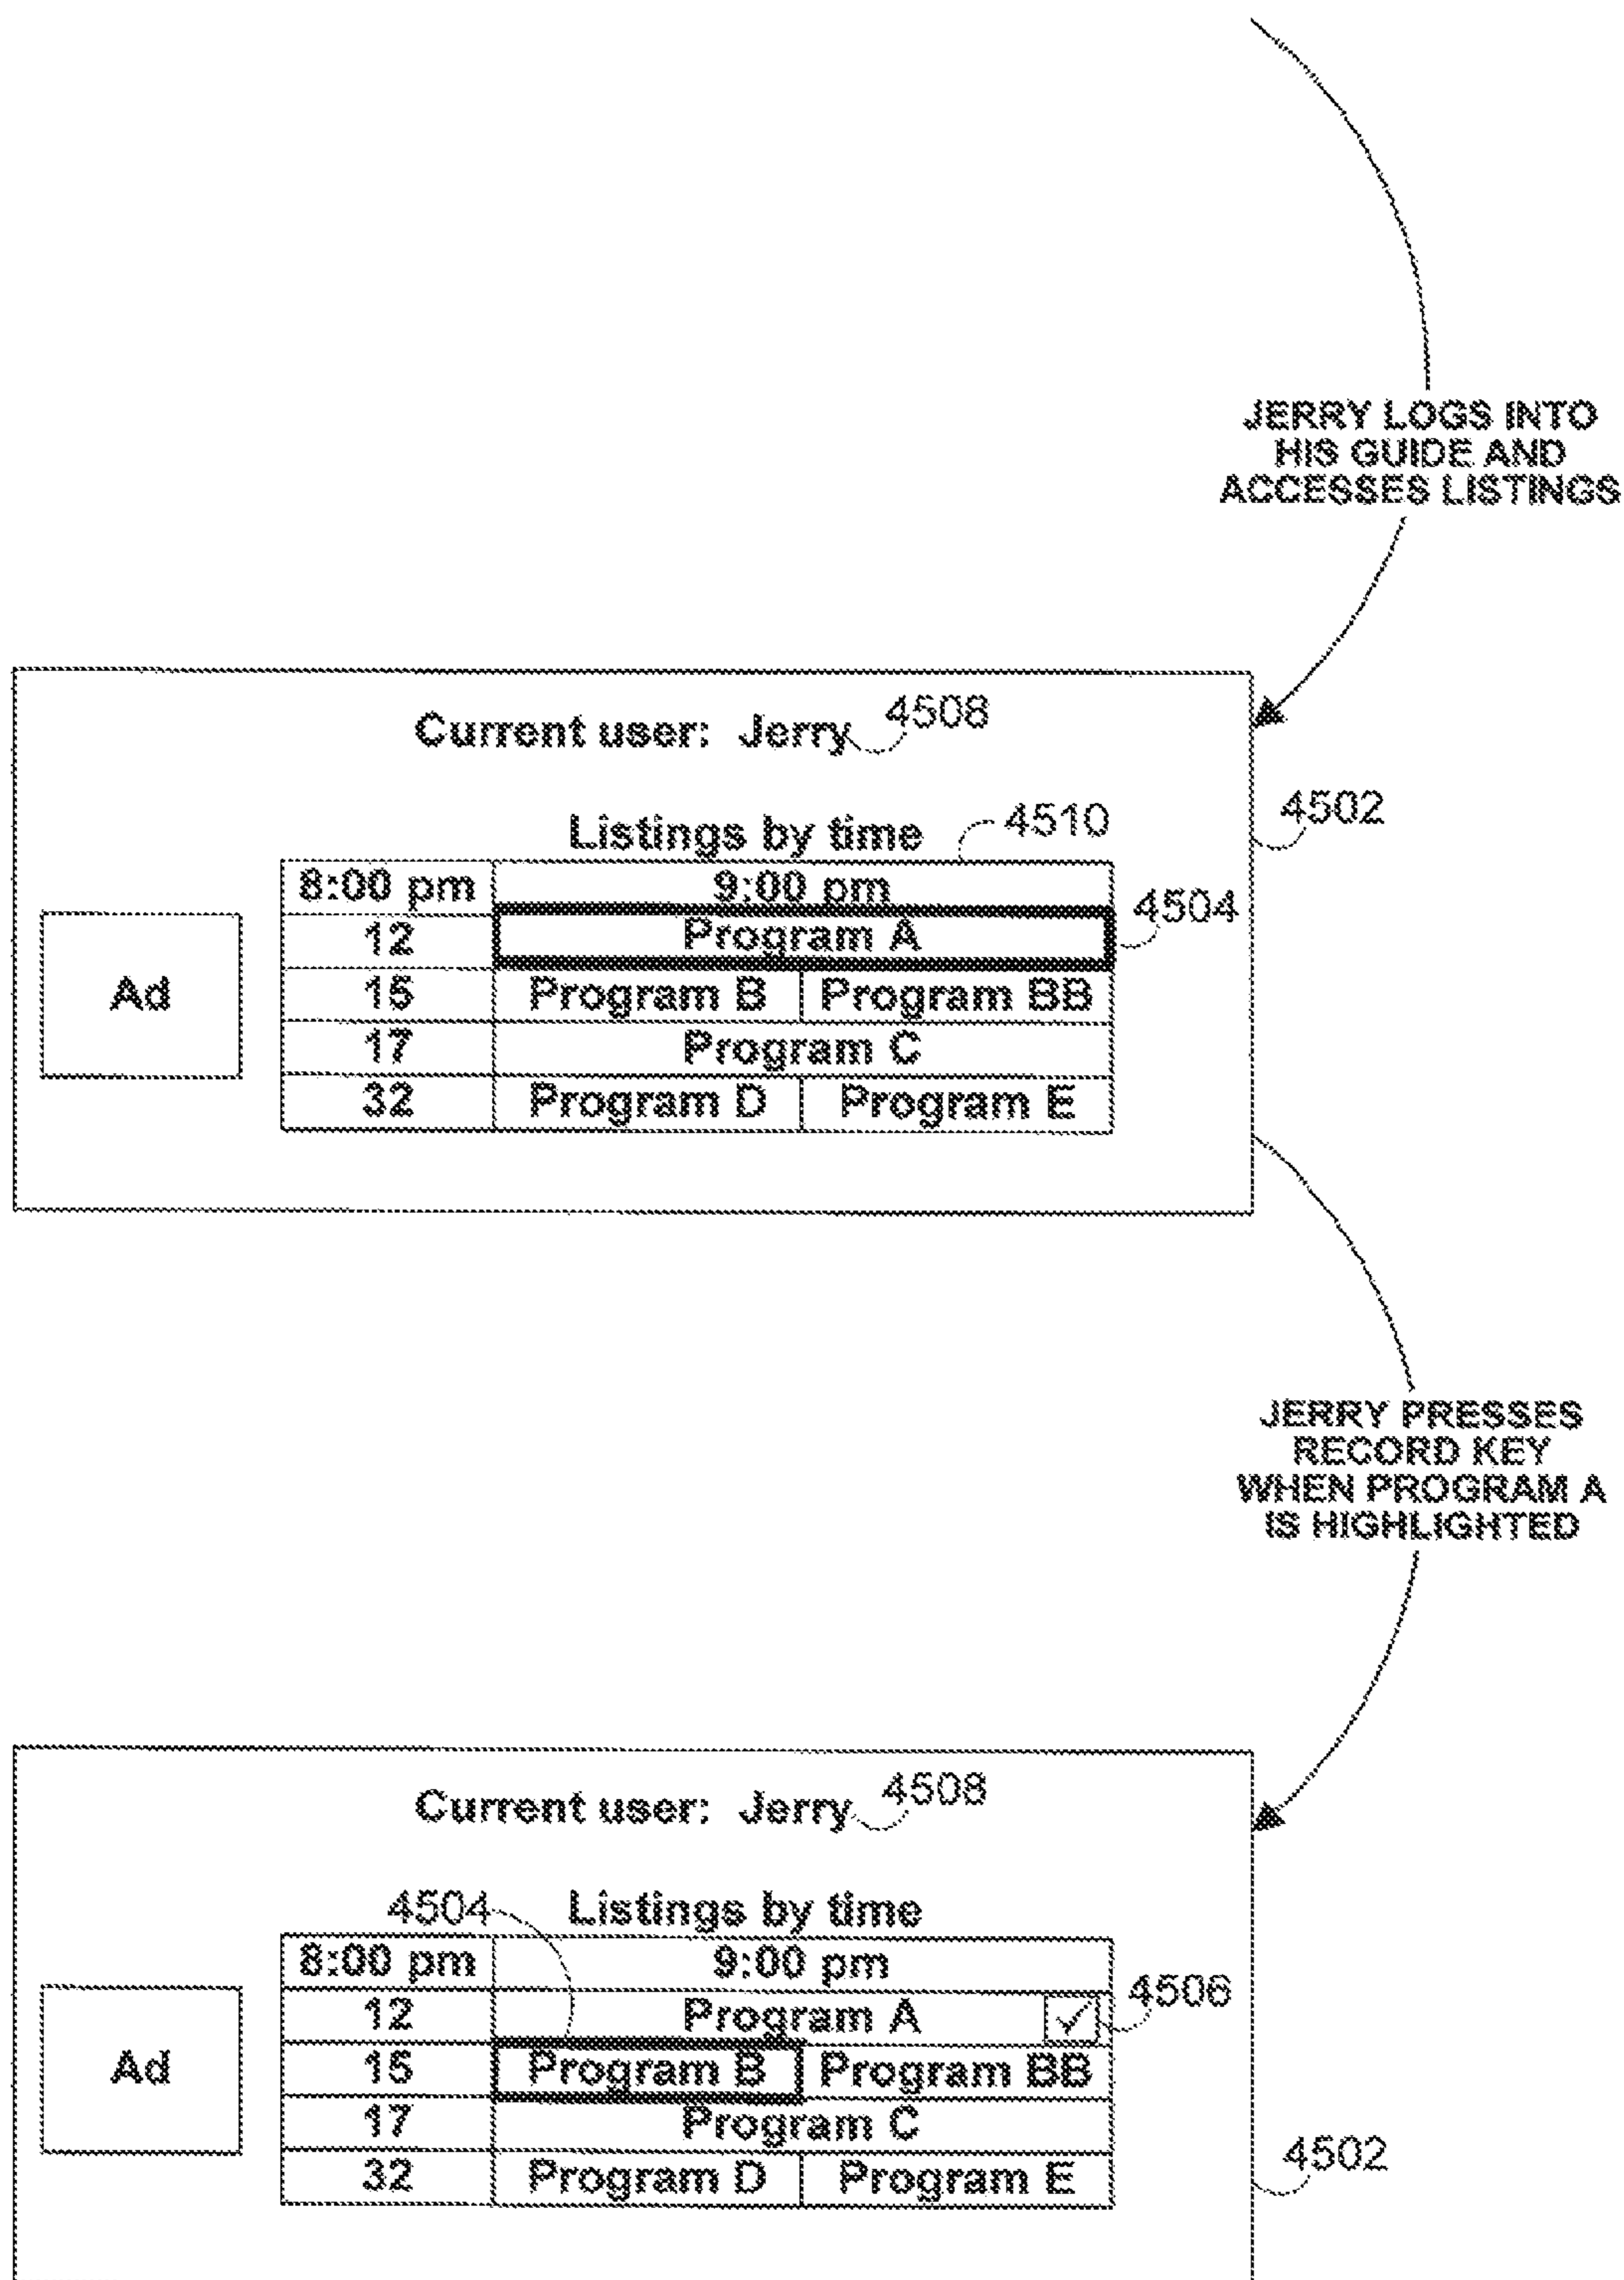 JERRY LOGS INTO
HIS GUIDE AND
ACCESSES LISTINGS
Current user: Jerry 4508
4502
Listings by time 4510
8:00 pm 9:00 pm
4504
12 Program A
Ad
15 Program B Program BB
17 Program C
32 Program D Program E
JERRY PRESSES
RECORD KEY
WHEN PROGRAM A
IS HIGHLIGHTED
Current user: Jerry 4508
4504 Listings by time
8:00 pm 9:00 pm
12 Program A 4506
Ad
15 Program B Program BB
17 Program C
32 Program D Program E
4502